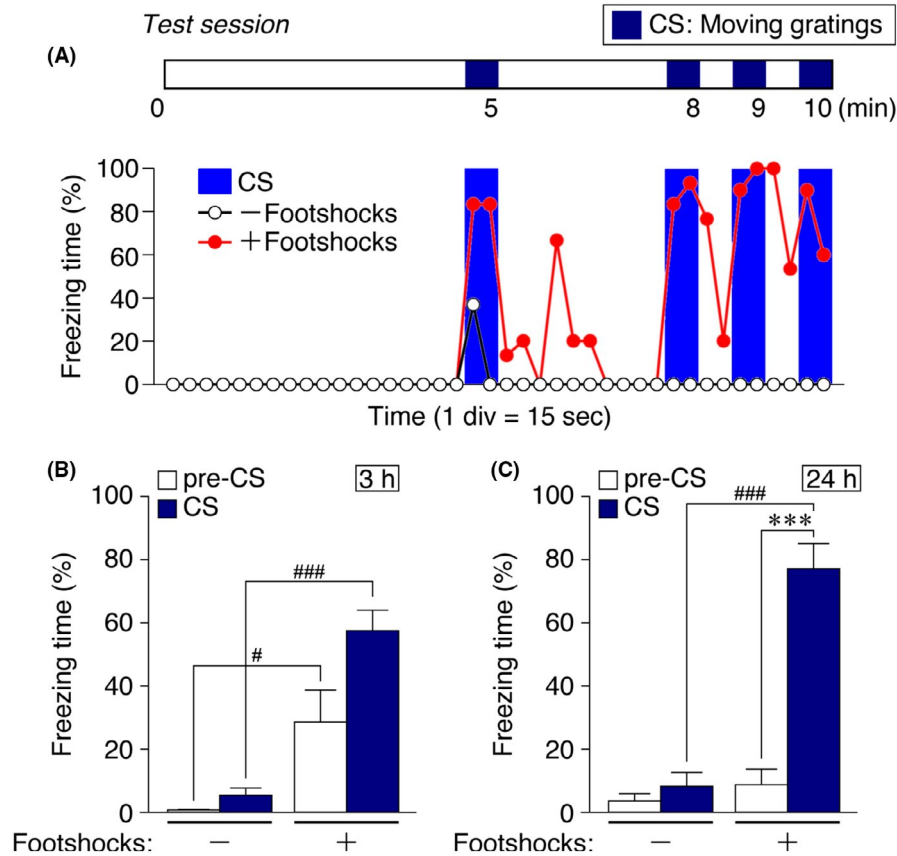 Test session
CS: Moving gratings
(A)
0 5 8 9 10 (min)
100
80
60
40
20
0
Freezing time (%)
CS
− Footshocks
+ Footshocks
Time (1 div = 15 sec)
(B)
pre-CS
CS
3 h
100
80
60
40
20
0
Freezing time (%)
###
#
Footshocks: − +
(C)
pre-CS
CS
24 h
100
80
60
40
20
0
Freezing time (%)
###
***
Footshocks: − +